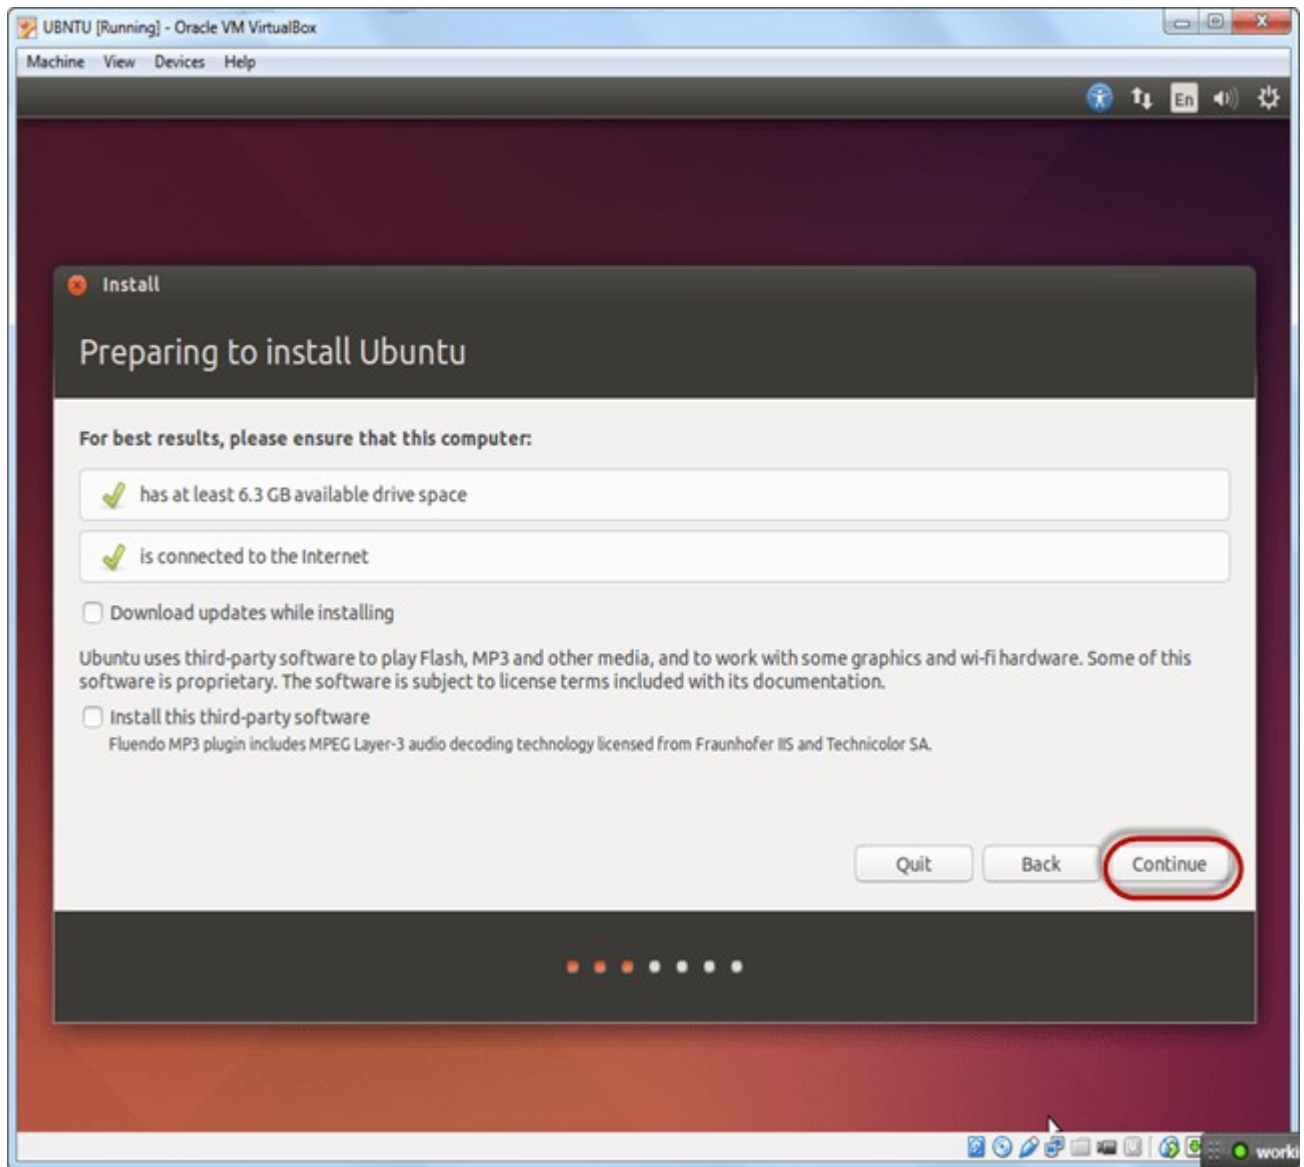 UBNTU [Running] - Oracle VM VirtualBox
Machine View Devices Help
En
Install
Preparing to install Ubuntu
For best results, please ensure that this computer:
has at least 6.3 GB available drive space
is connected to the Internet
Download updates while installing
Ubuntu uses third-party software to play Flash, MP3 and other media, and to work with some graphics and wi-fi hardware. Some of this
software is proprietary. The software is subject to license terms included with its documentation.
Install this third-party software
Fluendo MP3 plugin includes MPEG Layer-3 audio decoding technology licensed from Fraunhofer IIS and Technicolor SA.
Quit Back Continue
worki